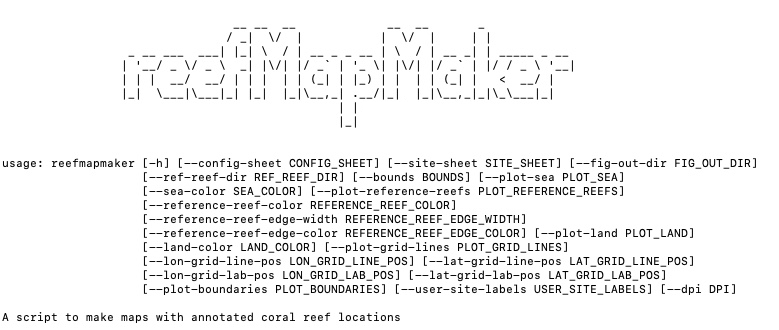 reefMapMaker
usage: reefmapmaker [-h] [--config-sheet CONFIG_SHEET] [--site-sheet SITE_SHEET] [--fig-out-dir FIG_OUT_DIR]
[--ref-reef-dir REF_REEF_DIR] [--bounds BOUNDS] [--plot-sea PLOT_SEA]
[--sea-color SEA_COLOR] [--plot-reference-reefs PLOT_REFERENCE_REEFS]
[--reference-reef-color REFERENCE_REEF_COLOR]
[--reference-reef-edge-width REFERENCE_REEF_EDGE_WIDTH]
[--reference-reef-edge-color REFERENCE_REEF_EDGE_COLOR] [--plot-land PLOT_LAND]
[--land-color LAND_COLOR] [--plot-grid-lines PLOT_GRID_LINES]
[--lon-grid-line-pos LON_GRID_LINE_POS] [--lat-grid-line-pos LAT_GRID_LINE_POS]
[--lon-grid-lab-pos LON_GRID_LAB_POS] [--lat-grid-lab-pos LAT_GRID_LAB_POS]
[--plot-boundaries PLOT_BOUNDARIES] [--user-site-labels USER_SITE_LABELS] [--dpi DPI]
A script to make maps with annotated coral reef locations